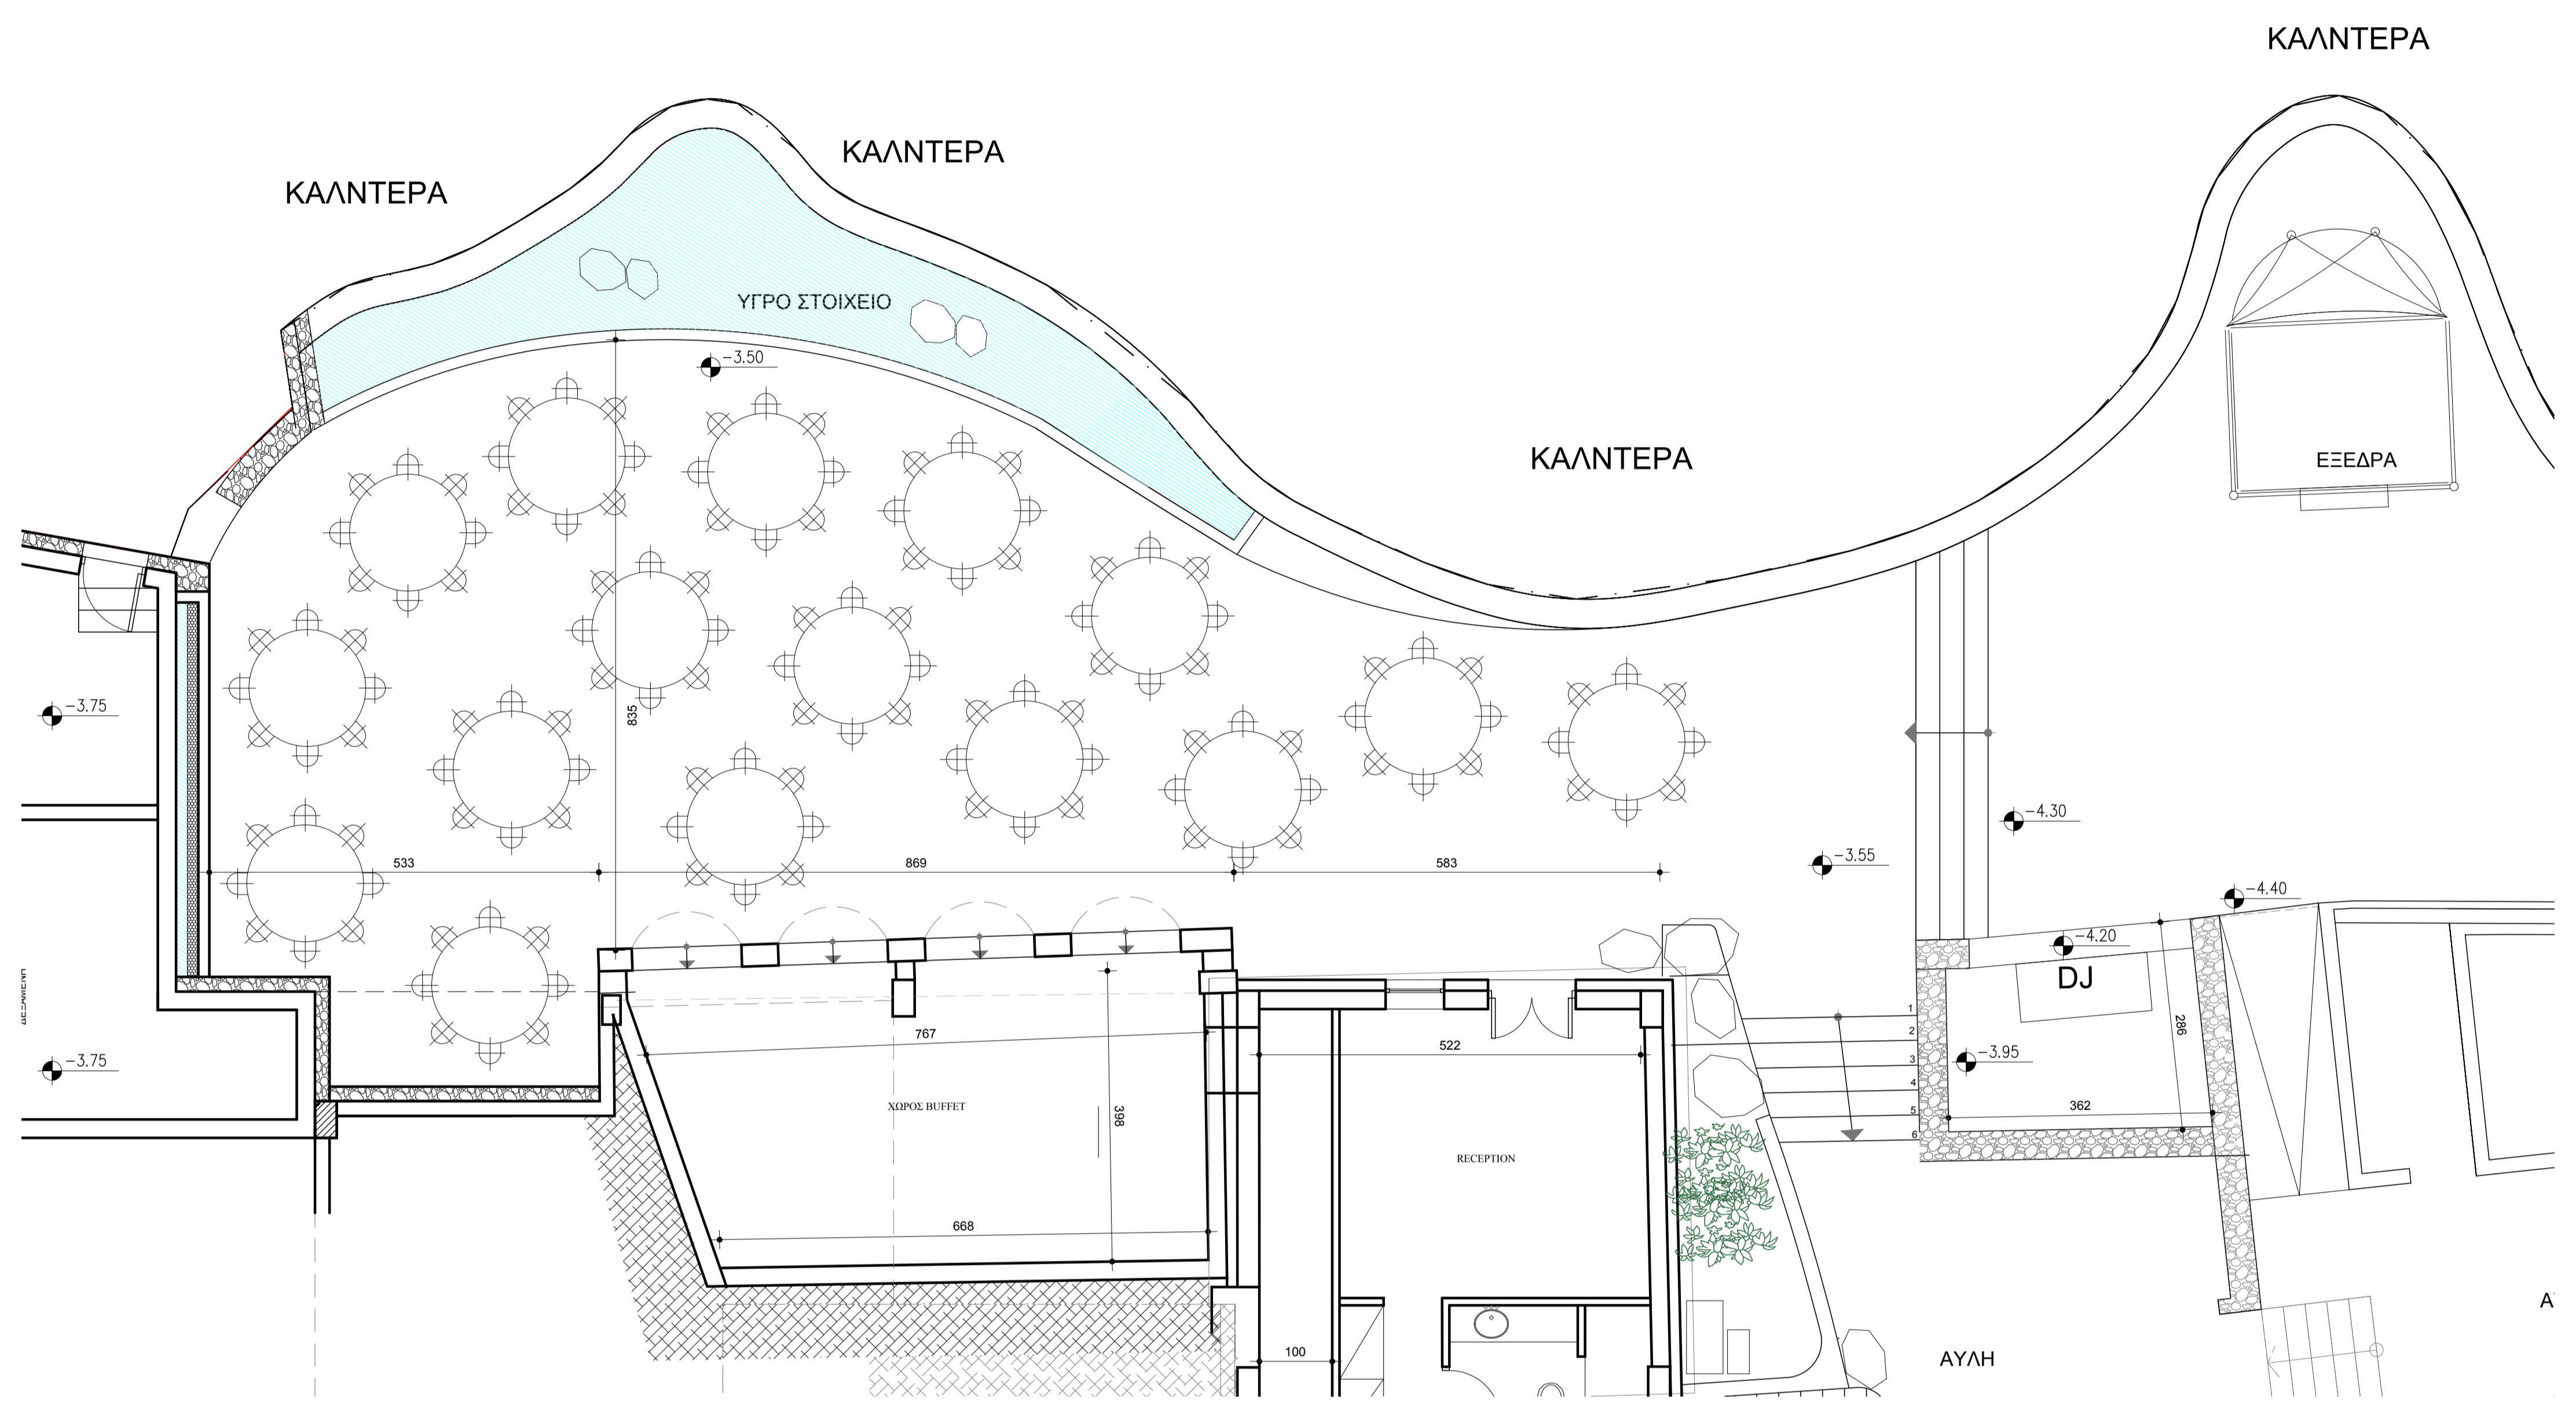 ΚΑΛΝΤΕΡΑ
ΚΑΛΝΤΕΡΑ
ΚΑΛΝΤΕΡΑ
ΥΓΡΟ ΣΤΟΙΧΕΙΟ
-3.50
ΚΑΛΝΤΕΡΑ
ΕΞΕΔΡΑ
-3.75
835
-4.30
533
869
583
-3.55
-4.40
-4.20
DJ
ΔΕΞΑΜΕΝΗ
1
2
3
4
5
6
286
767
522
-3.95
-3.75
ΧΩΡΟΣ BUFFET
398
362
RECEPTION
668
100
ΑΥΛΗ